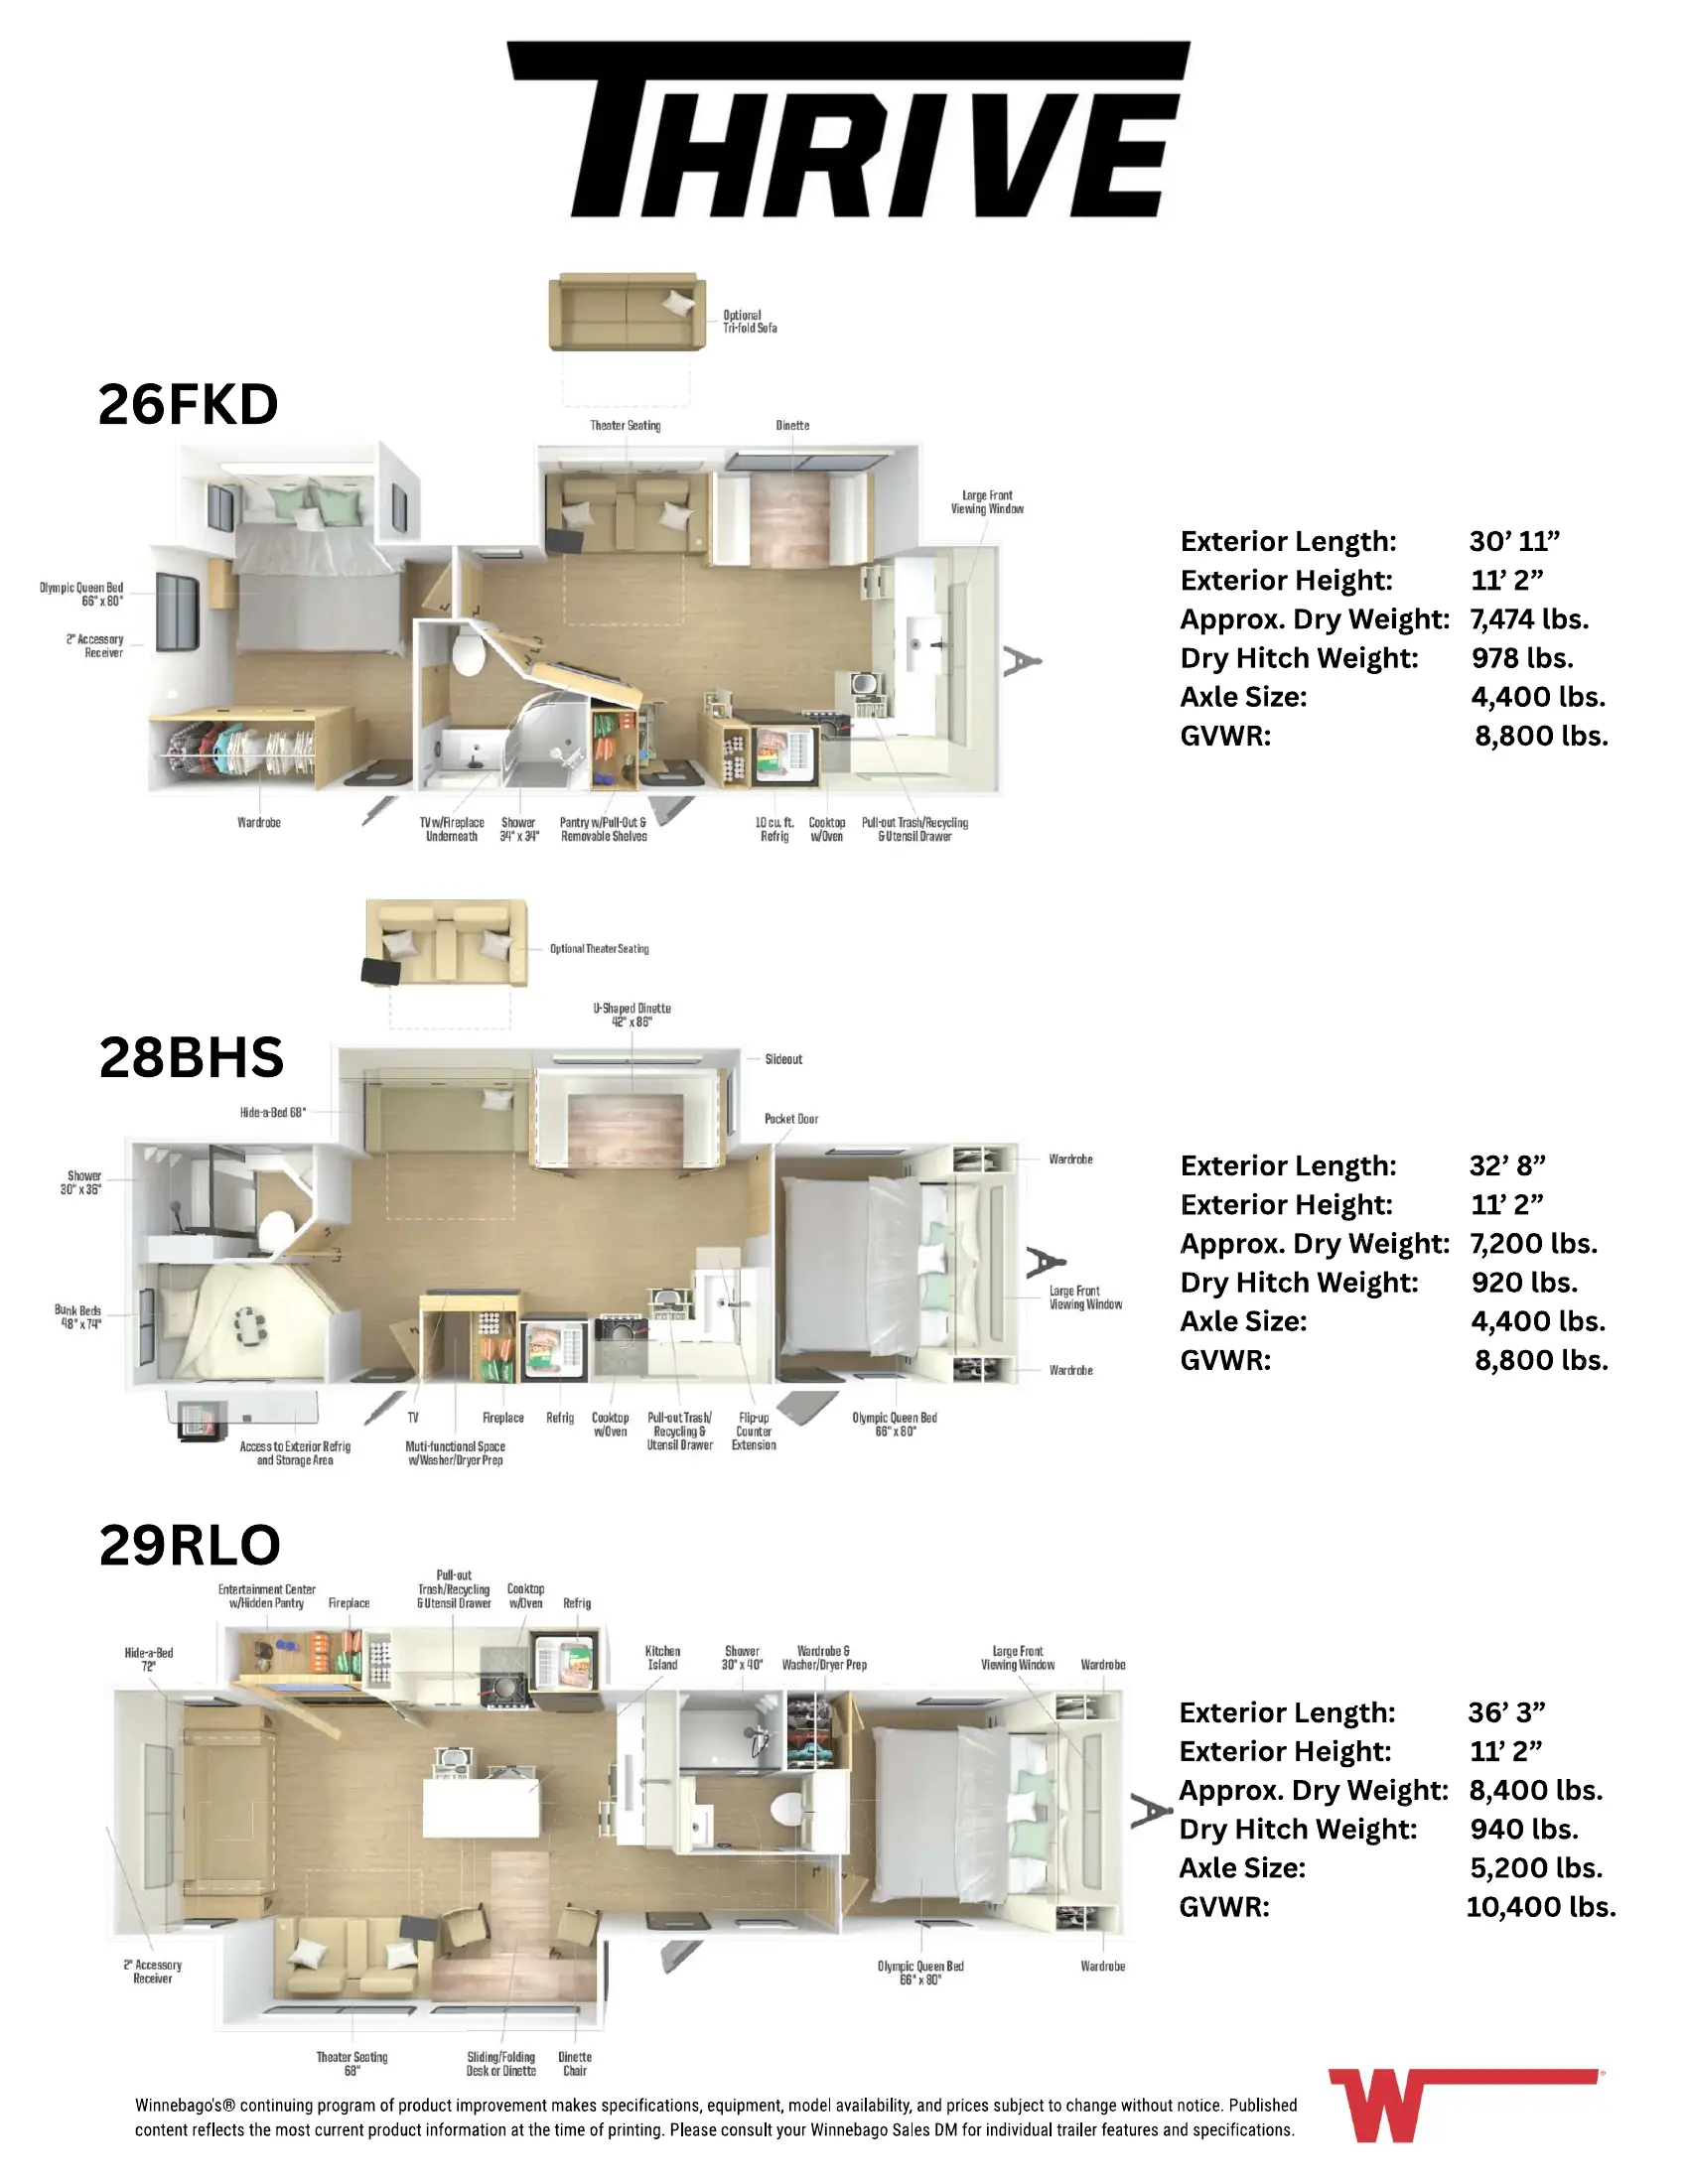 THRIVE
Optional
Tri-fold Sofa
26FKD
Theater Seating
Dinette
Large Front
Viewing Window
Olympic Queen Bed
66" x 80"
2" Accessory
Receiver
Wardrobe
TV w/Fireplace
Underneath
Shower
34" x 34"
Pantry w/Pull-Out &
Removable Shelves
10 cu. ft.
Refrig
Cooktop
w/Oven
Pull-out Trash/Recycling
& Utensil Drawer
Exterior Length: 30’ 11”
Exterior Height: 11’ 2”
Approx. Dry Weight: 7,474 lbs.
Dry Hitch Weight: 978 lbs.
Axle Size: 4,400 lbs.
GVWR: 8,800 lbs.
Optional Theater Seating
28BHS
U-Shaped Dinette
42" x 86"
Slideout
Hide-a-Bed 68"
Pocket Door
Shower
30" x 36"
Wardrobe
Bunk Beds
48" x 74"
Large Front
Viewing Window
Wardrobe
Access to Exterior Refrig
and Storage Area
TV
Muti-functional Space
w/Washer/Dryer Prep
Fireplace
Refrig
Cooktop
w/Oven
Pull-out Trash/
Recycling &
Utensil Drawer
Flip-up
Counter
Extension
Olympic Queen Bed
66" x 80"
Exterior Length: 32’ 8”
Exterior Height: 11’ 2”
Approx. Dry Weight: 7,200 lbs.
Dry Hitch Weight: 920 lbs.
Axle Size: 4,400 lbs.
GVWR: 8,800 lbs.
29RLO
Entertainment Center
w/Hidden Pantry
Fireplace
Pull-out
Trash/Recycling
& Utensil Drawer
Cooktop
w/Oven
Refrig
Hide-a-Bed
72"
Kitchen
Island
Shower
30" x 40"
Wardrobe &
Washer/Dryer Prep
Large Front
Viewing Window
Wardrobe
2" Accessory
Receiver
Olympic Queen Bed
66" x 80"
Wardrobe
Theater Seating
68"
Sliding/Folding
Desk or Dinette
Dinette
Chair
Exterior Length: 36’ 3”
Exterior Height: 11’ 2”
Approx. Dry Weight: 8,400 lbs.
Dry Hitch Weight: 940 lbs.
Axle Size: 5,200 lbs.
GVWR: 10,400 lbs.
Winnebago's® continuing program of product improvement makes specifications, equipment, model availability, and prices subject to change without notice. Published
content reflects the most current product information at the time of printing. Please consult your Winnebago Sales DM for individual trailer features and specifications.
W